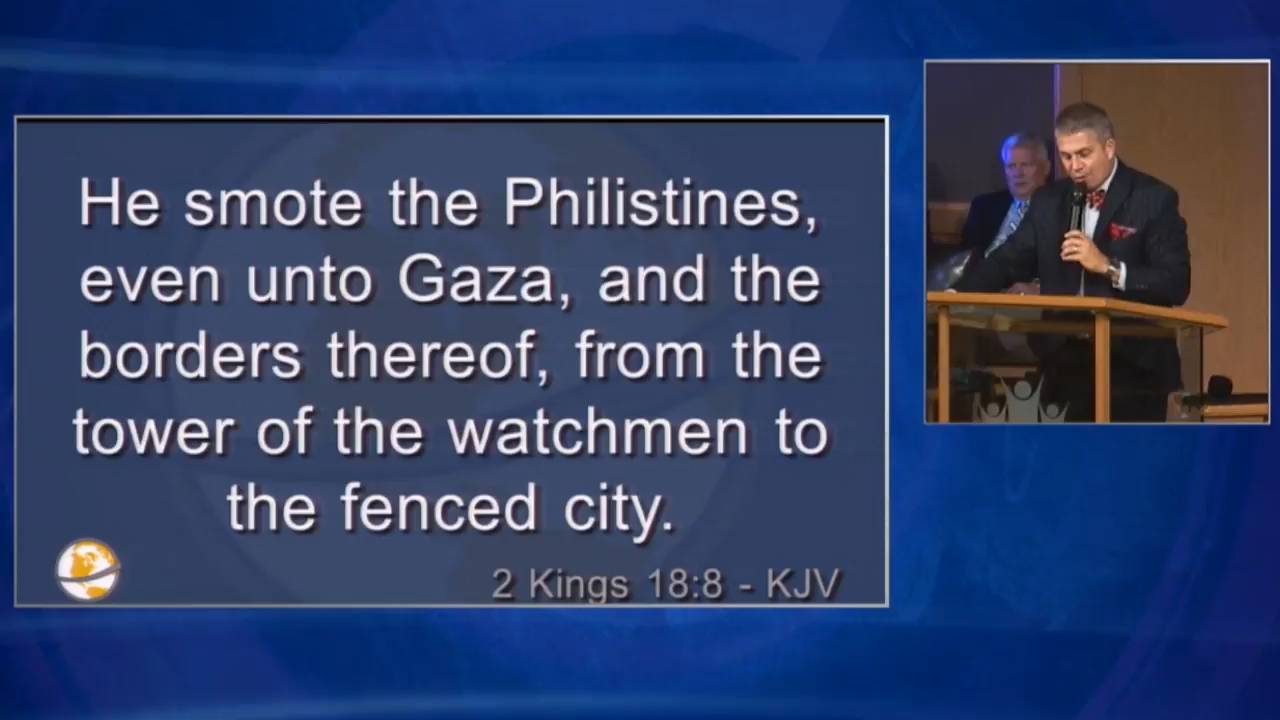 He smote the Philistines,
even unto Gaza, and the
borders thereof, from the
tower of the watchmen to
the fenced city.
2 Kings 18:8 - KJV